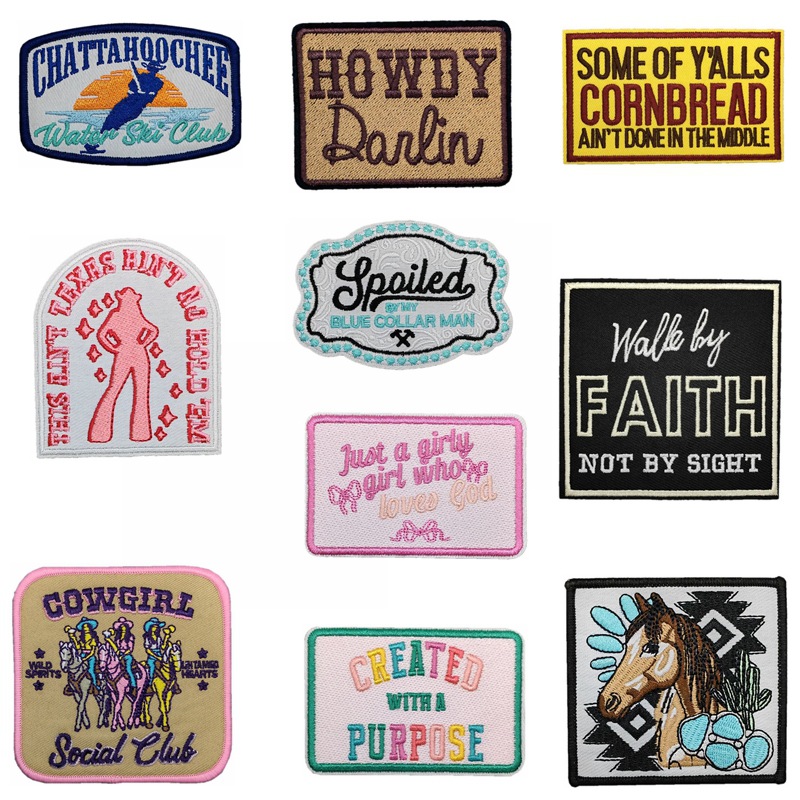 CHATTAHOOCHEE
Water Ski Club
HOWDY
Darlin
SOME OF Y'ALLS
CORNBREAD
AIN'T DONE IN THE MIDDLE
THIS AIN'T TEXAS AIN'T NO HOLD 'EM
Spoiled
BY MY
BLUE COLLAR MAN
Walk by
FAITH
NOT BY SIGHT
Just a girly
girl who
loves God
COWGIRL
WILD
SPIRITS
UNTAMED
HEARTS
Social Club
CREATED
WITH A
PURPOSE